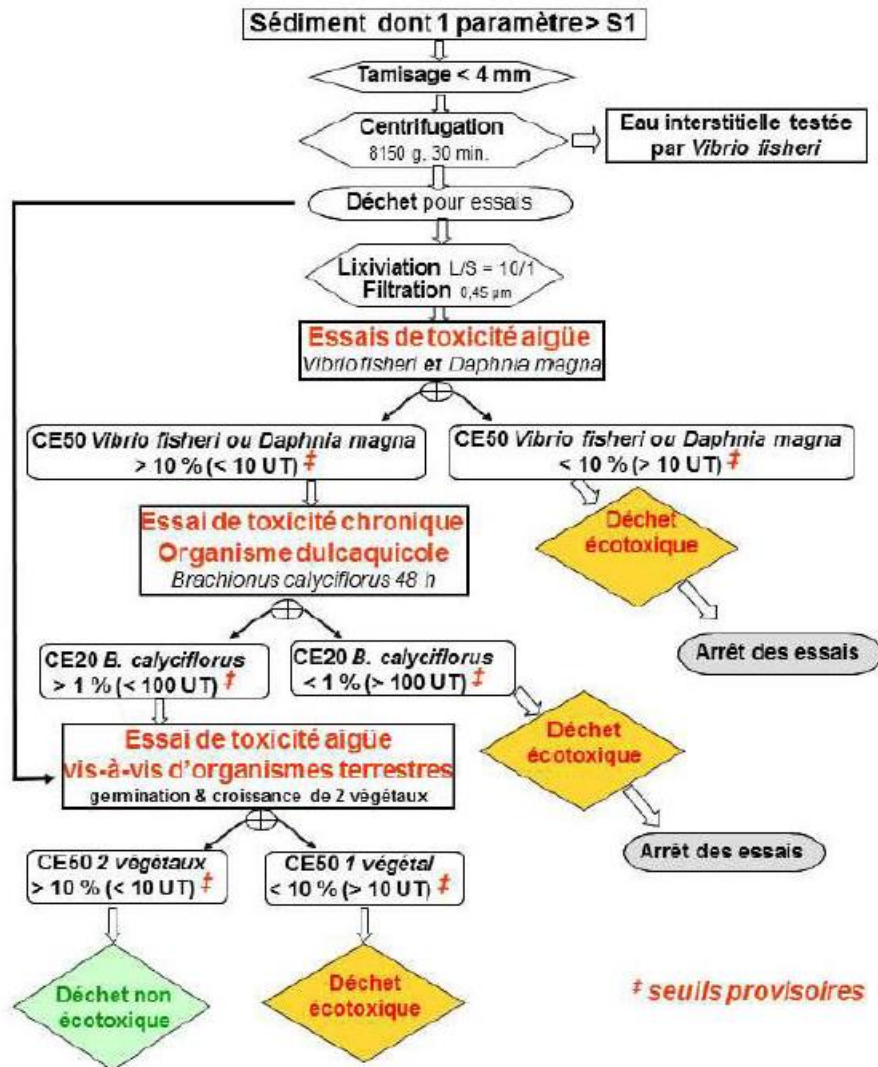 Sédiment dont 1 paramètre> S1
Tamisage < 4 mm
Centrifugation
8150 g, 30 min.
Eau interstitielle testée
par Vibrio fisheri
Déchet pour essais
Lixiviation L/S = 10/1
Filtration 0,45 µm
Essais de toxicité aigüe
Vibrio fisheri et Daphnia magna
CE50 Vibrio fisheri ou Daphnia magna
> 10 % (< 10 UT) ‡
CE50 Vibrio fisheri ou Daphnia magna
< 10 % (> 10 UT) ‡
Essai de toxicité chronique
Organisme dulcaquicole
Brachionus calyciflorus 48 h
Déchet
écotoxique
Arrêt des essais
CE20 B. calyciflorus
> 1 % (< 100 UT) ‡
CE20 B. calyciflorus
< 1 % (> 100 UT) ‡
Essai de toxicité aigüe
vis-à-vis d'organismes terrestres
germination & croissance de 2 végétaux
Déchet
écotoxique
Arrêt des essais
CE50 2 végétaux
> 10 % (< 10 UT) ‡
CE50 1 végétal
< 10 % (> 10 UT) ‡
Déchet non
écotoxique
Déchet
écotoxique
‡ seuils provisoires